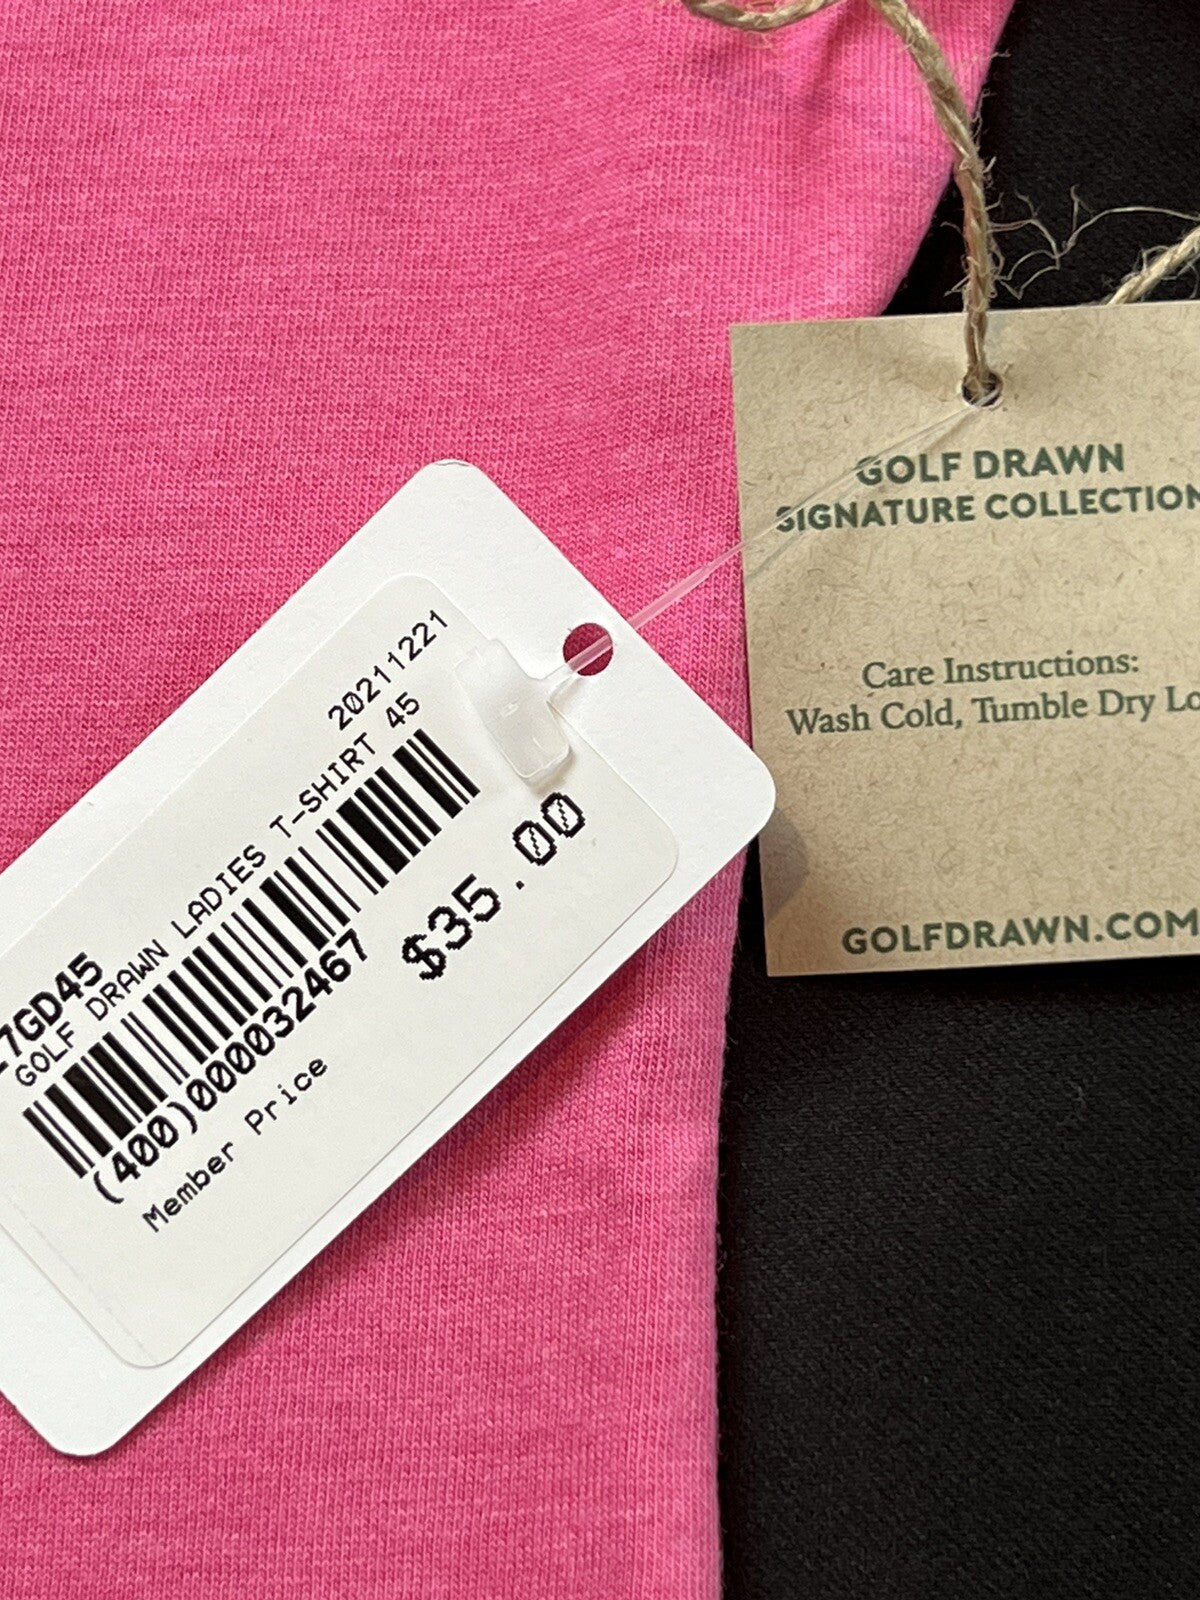 20211221
-7GD45
GOLF DRAWN LADIES T-SHIRT 45
(400)0000032467
$35.00
Member Price
GOLF DRAWN
SIGNATURE COLLECTION
Care Instructions:
Wash Cold, Tumble Dry Lo
GOLFDRAWN.COM